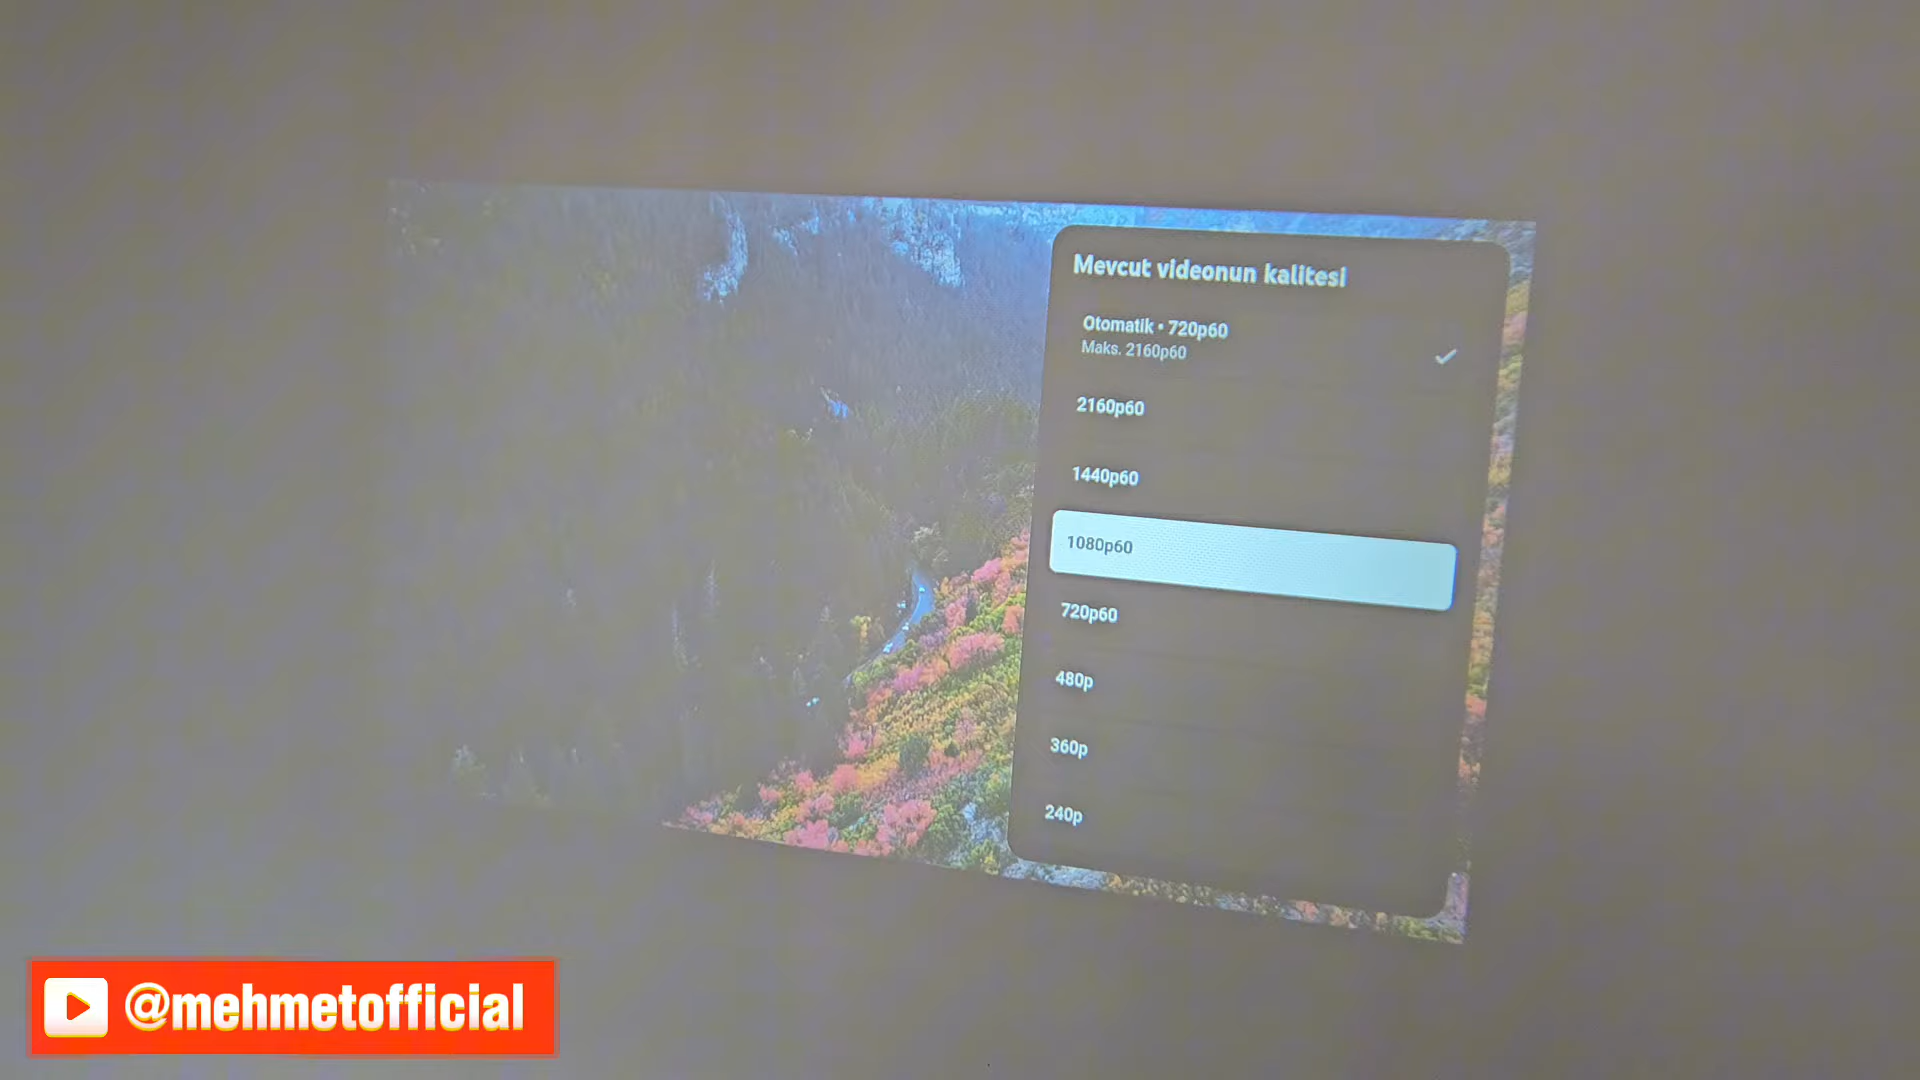 Mevcut videonun kalitesi
Otomatik • 720p60
Maks. 2160p60
2160p60
1440p60
1080p60
720p60
480p
360p
240p
@mehmetofficial